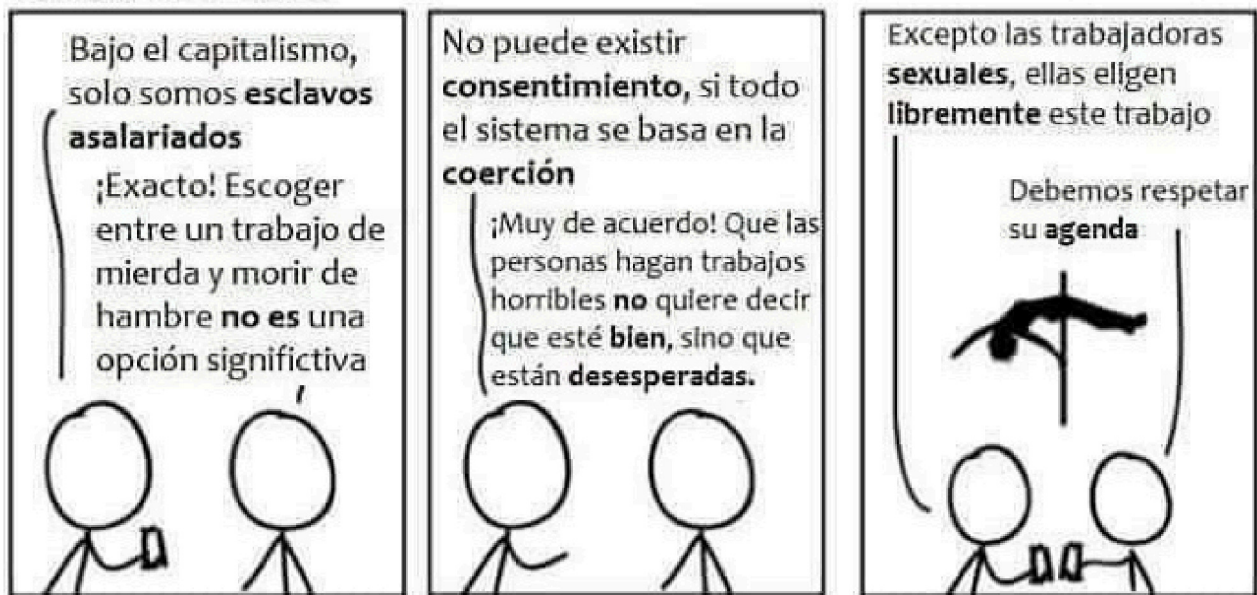 Bajo el capitalismo,
solo somos esclavos
asalariados
¡Exacto! Escoger
entre un trabajo de
mierda y morir de
hambre no es una
opción significtiva
No puede existir
consentimiento, si todo
el sistema se basa en la
coerción
¡Muy de acuerdo! Que las
personas hagan trabajos
horribles no quiere decir
que esté bien, sino que
están desesperadas.
Excepto las trabajadoras
sexuales, ellas eligen
libremente este trabajo
Debemos respetar
su agenda